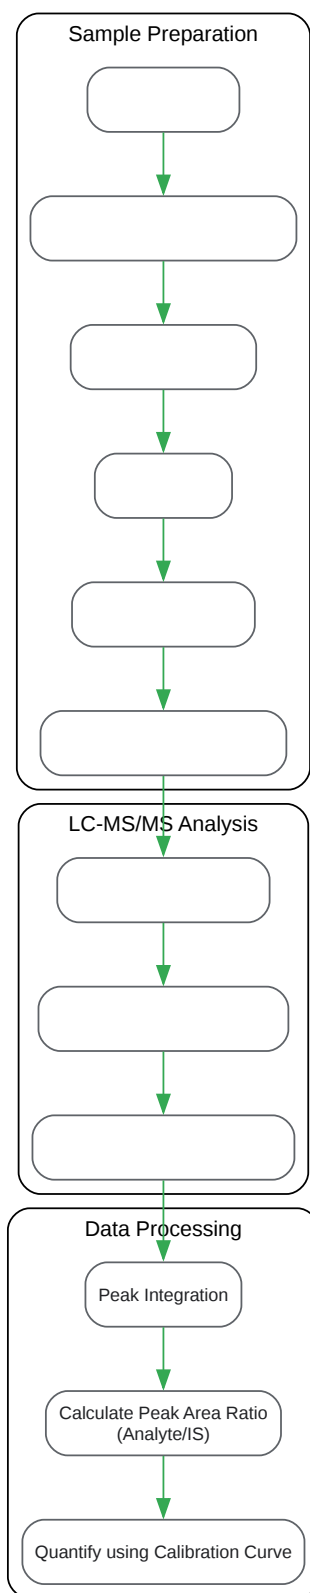 Sample Preparation
LC-MS/MS Analysis
Data Processing
Peak Integration
Calculate Peak Area Ratio
(Analyte/IS)
Quantify using Calibration Curve